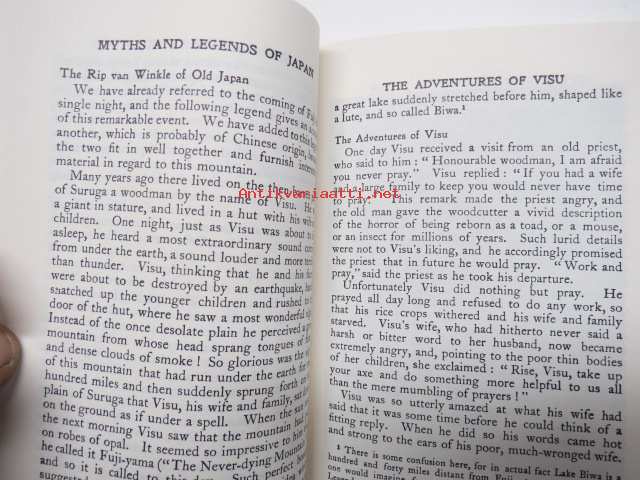 MYTHS AND LEGENDS OF JAPAN
The Rip van Winkle of Old Japan
We have already referred to the coming of
single night, and the following legend gives an
of this remarkable event. We have added to this
another, which is probably of Chinese origin,
the two fit in well together and furnish
material in regard to this mountain.
Many years ago there lived on the then
of Suruga a woodman by the name of Visu. He
a giant in stature, and lived in a hut with his
children. One night, just as Visu was about
asleep, he heard a most extraordinary sound
from under the earth, a sound louder and more
than thunder. Visu, thinking that he and his
were about to be destroyed by an earthquake,
snatched up the younger children and rushed to
door of the hut, where he saw a most wonderful
Instead of the once desolate plain he perceived a
mountain from whose head sprang tongues of
and dense clouds of smoke! So glorious was the
of this mountain that had run under the earth for
hundred miles and then suddenly sprung forth on
plain of Suruga that Visu, his wife and family, sat
on the ground as if under a spell. When the sun
the next morning Visu saw that the mountain had
on robes of opal. It seemed so impressive to him
he called it Fuji-yama ("The Never-dying Mountain
and so it is called to this day. Such perfect
suggested
THE ADVENTURES OF VISU
a great lake suddenly stretched before him, shaped like
a lute, and so called Biwa.¹
The Adventures of Visu
One day Visu received a visit from an old priest,
who said to him: "Honourable woodman, I am afraid
you never pray." Visu replied: "If you had a wife
and a large family to keep you would never have time
to pray." This remark made the priest angry, and
the old man gave the woodcutter a vivid description
of the horror of being reborn as a toad, or a mouse,
or an insect for millions of years. Such lurid details
were not to Visu's liking, and he accordingly promised
the priest that in future he would pray. "Work and
pray," said the priest as he took his departure.
Unfortunately Visu did nothing but pray. He
prayed all day long and refused to do any work, so
that his rice crops withered and his wife and family
starved. Visu's wife, who had hitherto never said a
harsh or bitter word to her husband, now became
extremely angry, and, pointing to the poor thin bodies
of her children, she exclaimed: "Rise, Visu, take up
your axe and do something more helpful to us all
than the mere mumbling of prayers!"
Visu was so utterly amazed at what his wife had
said that it was some time before he could think of a
fitting reply. When he did so his words came hot
and strong to the ears of his poor, much-wronged wife.
¹ There is some confusion here, for in actual fact Lake Biwa is a
hundred and forty miles distant from
one would imagine
antikvariaatti.net